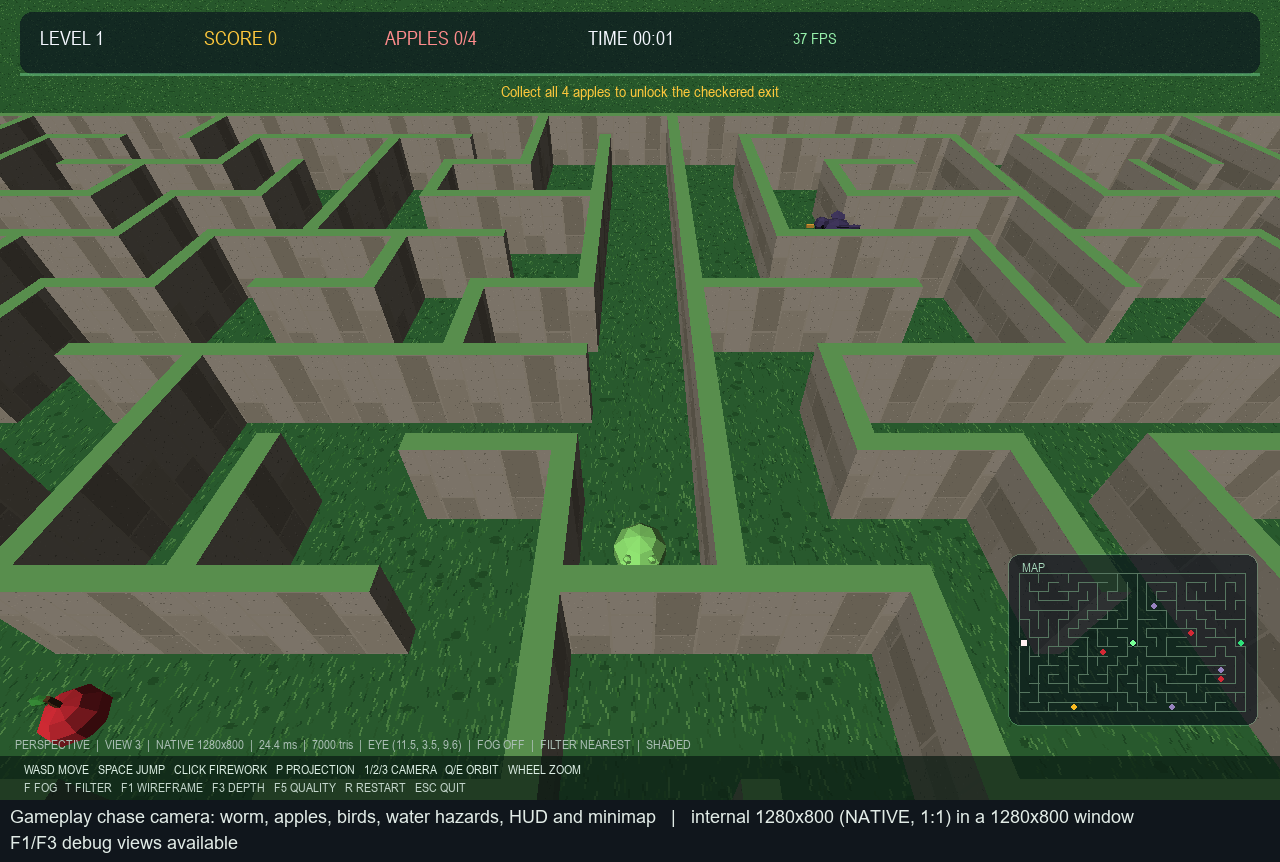 LEVEL 1 SCORE 0 APPLES 0/4 TIME 00:01 37 FPS
Collect all 4 apples to unlock the checkered exit
MAP
PERSPECTIVE | VIEW 3 | NATIVE 1280x800 | 24.4 ms | 7000 tris | EYE (11.5, 3.5, 9.6) | FOG OFF | FILTER NEAREST | SHADED
WASD MOVE SPACE JUMP CLICK FIREWORK P PROJECTION 1/2/3 CAMERA Q/E ORBIT WHEEL ZOOM
F FOG T FILTER F1 WIREFRAME F3 DEPTH F5 QUALITY R RESTART ESC QUIT
Gameplay chase camera: worm, apples, birds, water hazards, HUD and minimap | internal 1280x800 (NATIVE, 1:1) in a 1280x800 window
F1/F3 debug views available